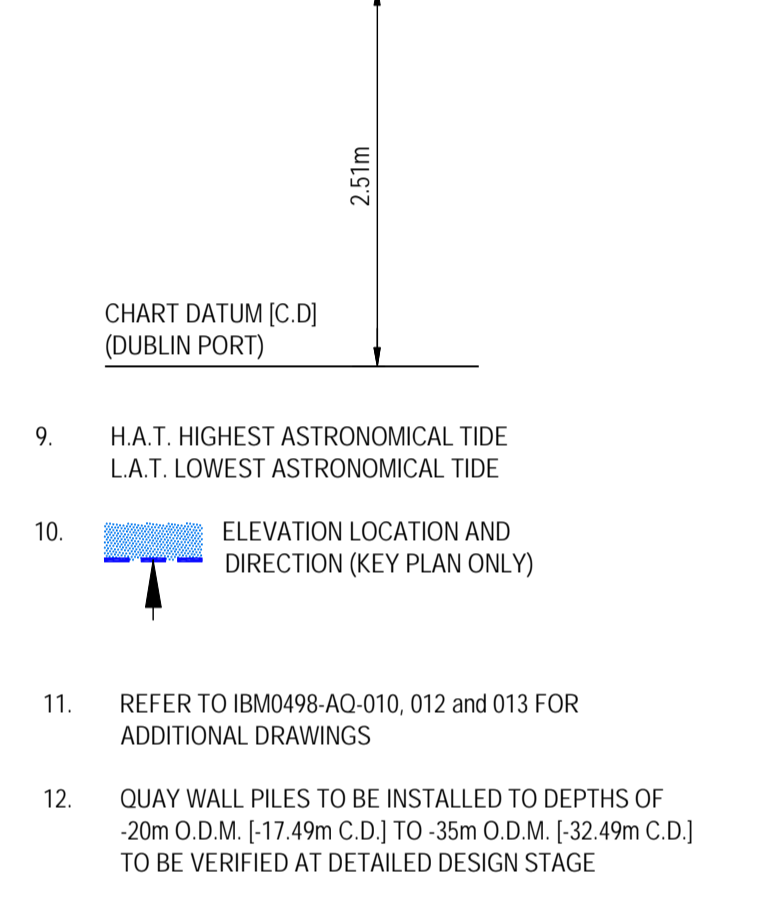 2.51m
CHART DATUM [C.D]
(DUBLIN PORT)
9. H.A.T. HIGHEST ASTRONOMICAL TIDE
L.A.T. LOWEST ASTRONOMICAL TIDE
10. ELEVATION LOCATION AND
DIRECTION (KEY PLAN ONLY)
11. REFER TO IBM0498-AQ-010, 012 and 013 FOR
ADDITIONAL DRAWINGS
12. QUAY WALL PILES TO BE INSTALLED TO DEPTHS OF
-20m O.D.M. [-17.49m C.D.] TO -35m O.D.M. [-32.49m C.D.]
TO BE VERIFIED AT DETAILED DESIGN STAGE